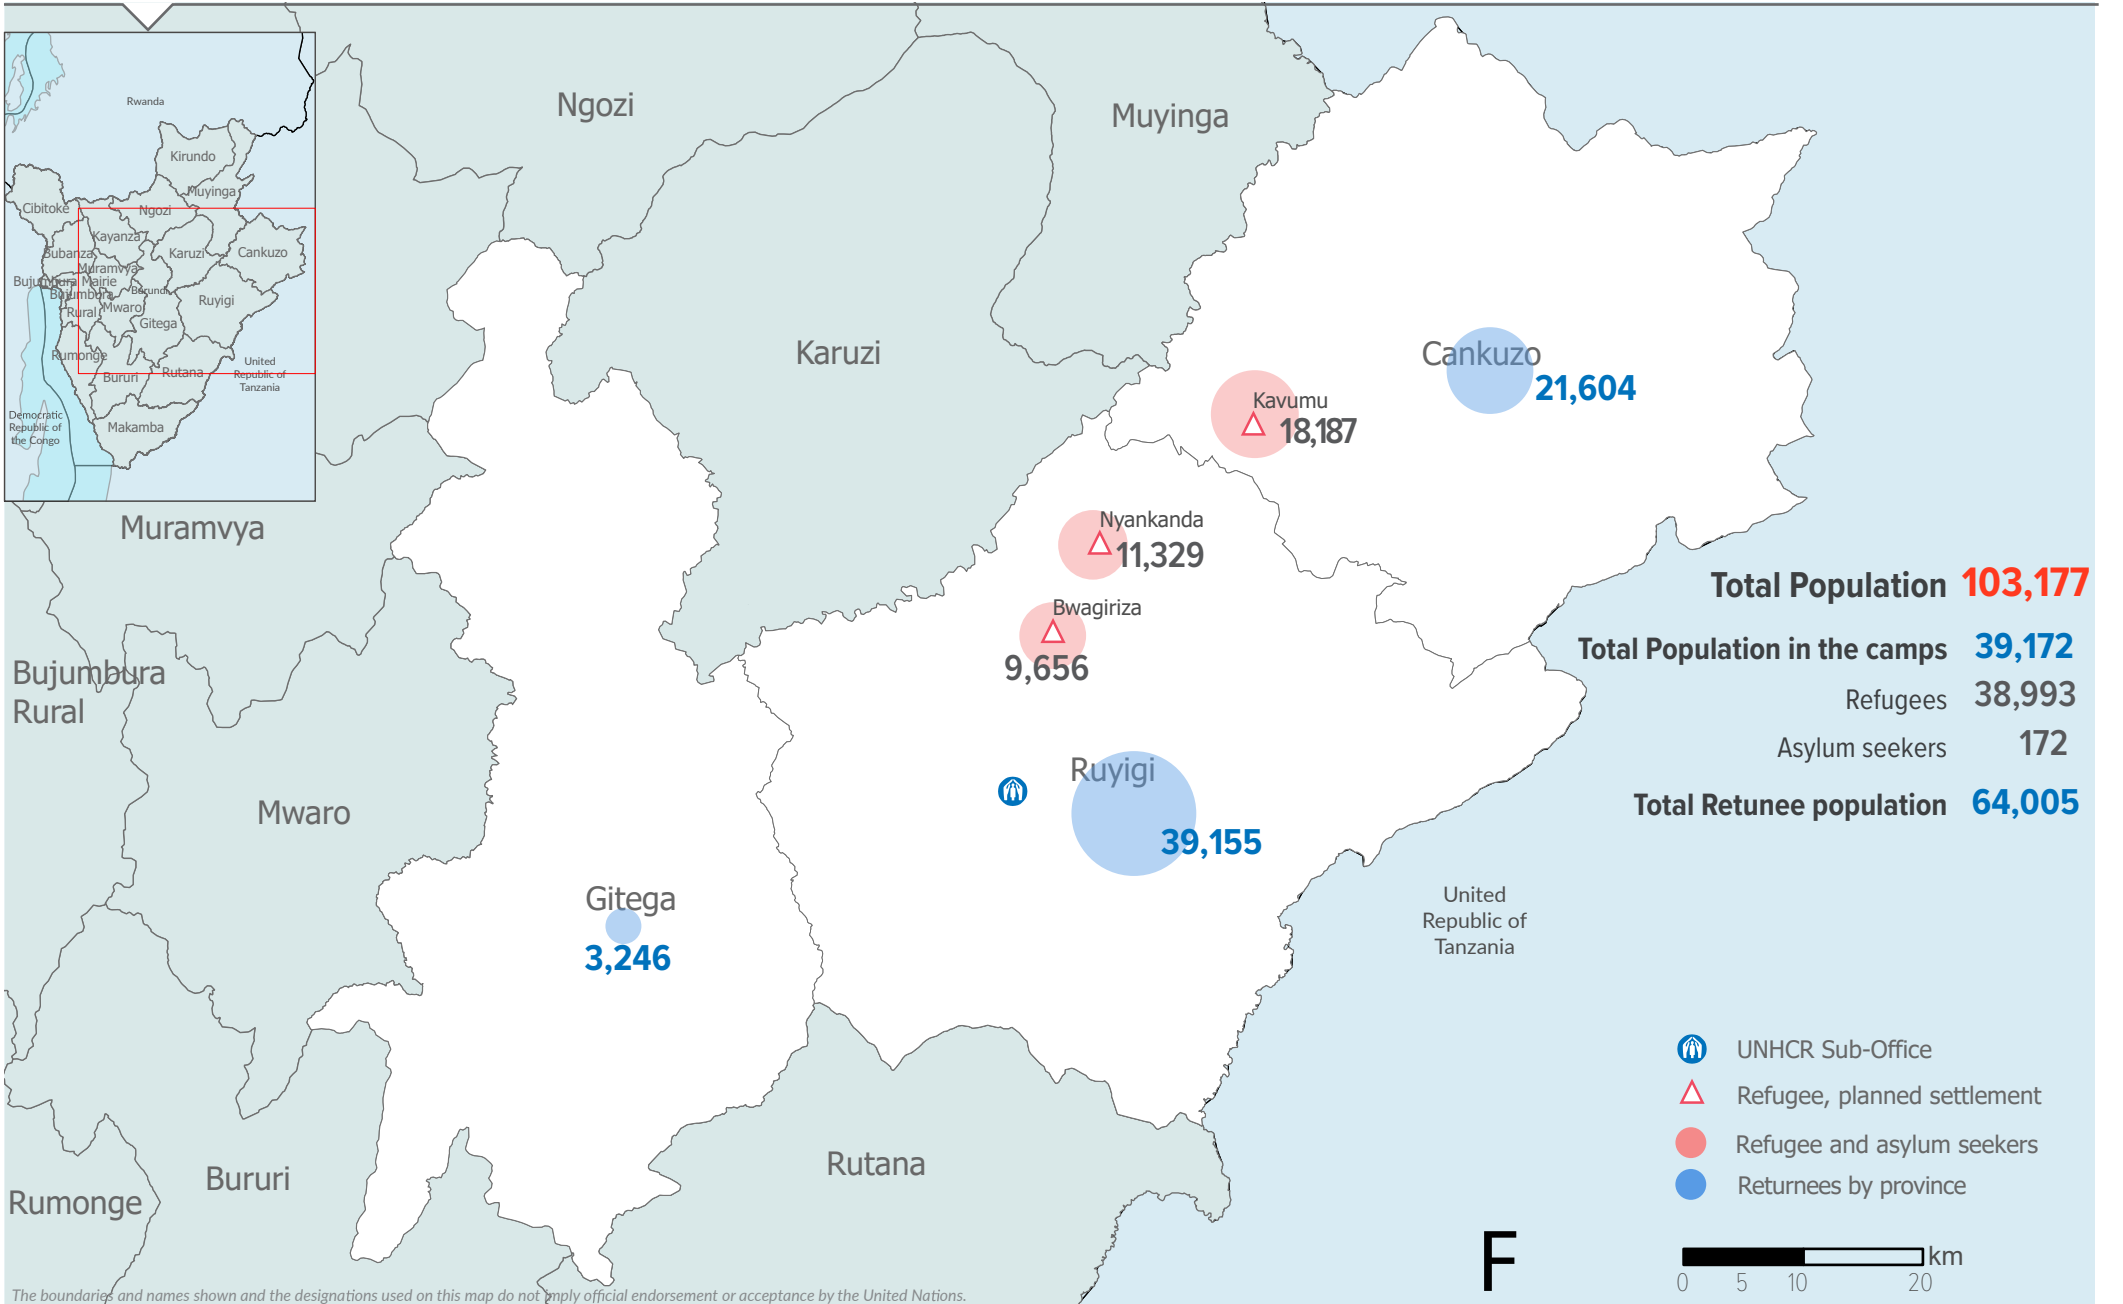 Rwanda
Kirundo
Muyinga
Cibitoke
Ngozi
Kayanza
Bubanza
Karuzi
Cankuzo
Muramvya
Bujumbura Mairie
Burundi
Bujumbura
Rural
Mwaro
Ruyigi
Gitega
Rumonge
Bururi
Rutana
United
Republic of
Tanzania
Democratic
Republic of
the Congo
Makamba
Ngozi
Muyinga
Karuzi
Cankuzo
21,604
Kavumu
18,187
Nyankanda
11,329
Bwagiriza
9,656
Muramvya
Bujumbura
Rural
Mwaro
Ruyigi
39,155
Gitega
3,246
Total Population 103,177
Total Population in the camps 39,172
Refugees 38,993
Asylum seekers 172
Total Retunee population 64,005
United
Republic of
Tanzania
Bururi
Rumonge
Rutana
UNHCR Sub-Office
Refugee, planned settlement
Refugee and asylum seekers
Returnees by province
F
km
0 5 10 20
The boundaries and names shown and the designations used on this map do not imply official endorsement or acceptance by the United Nations.